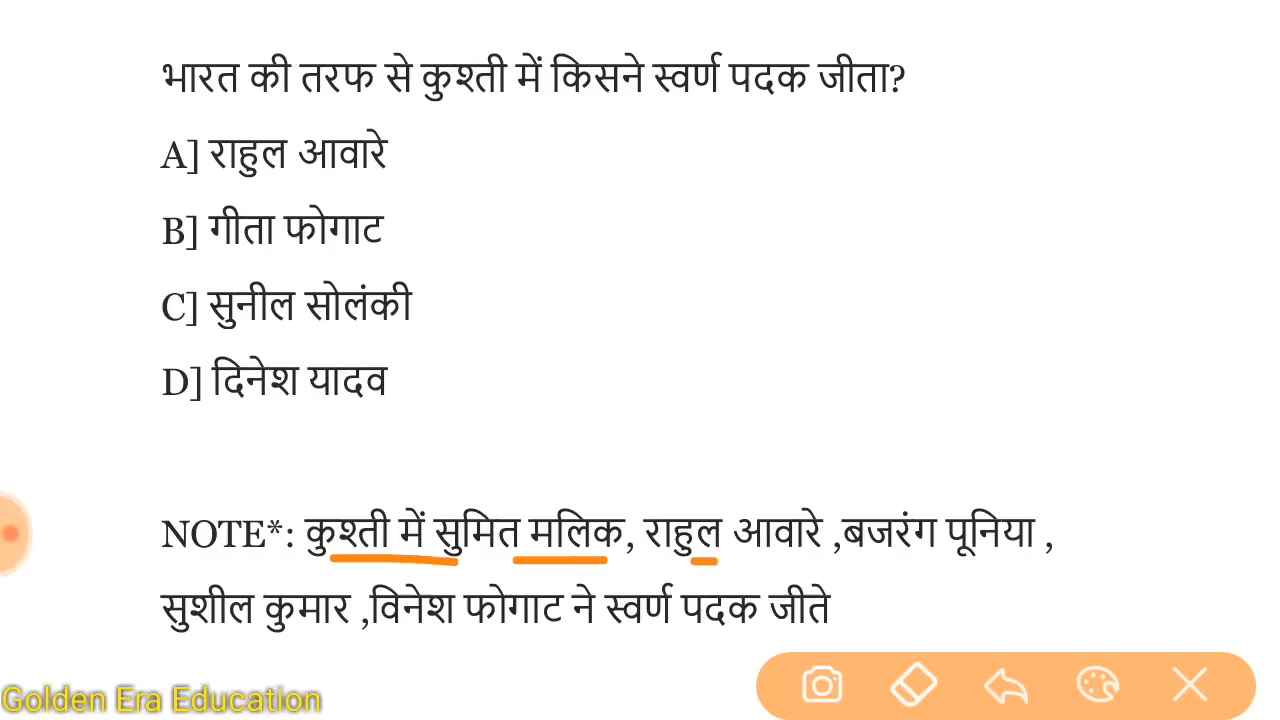 भारत की तरफ से कुश्ती में किसने स्वर्ण पदक जीता?
A] राहुल आवारे
B] गीता फोगाट
C] सुनील सोलंकी
D] दिनेश यादव
NOTE*: कुश्ती में सुमित मलिक, राहुल आवारे ,बजरंग पूनिया ,
सुशील कुमार ,विनेश फोगाट ने स्वर्ण पदक जीते
Golden Era Education